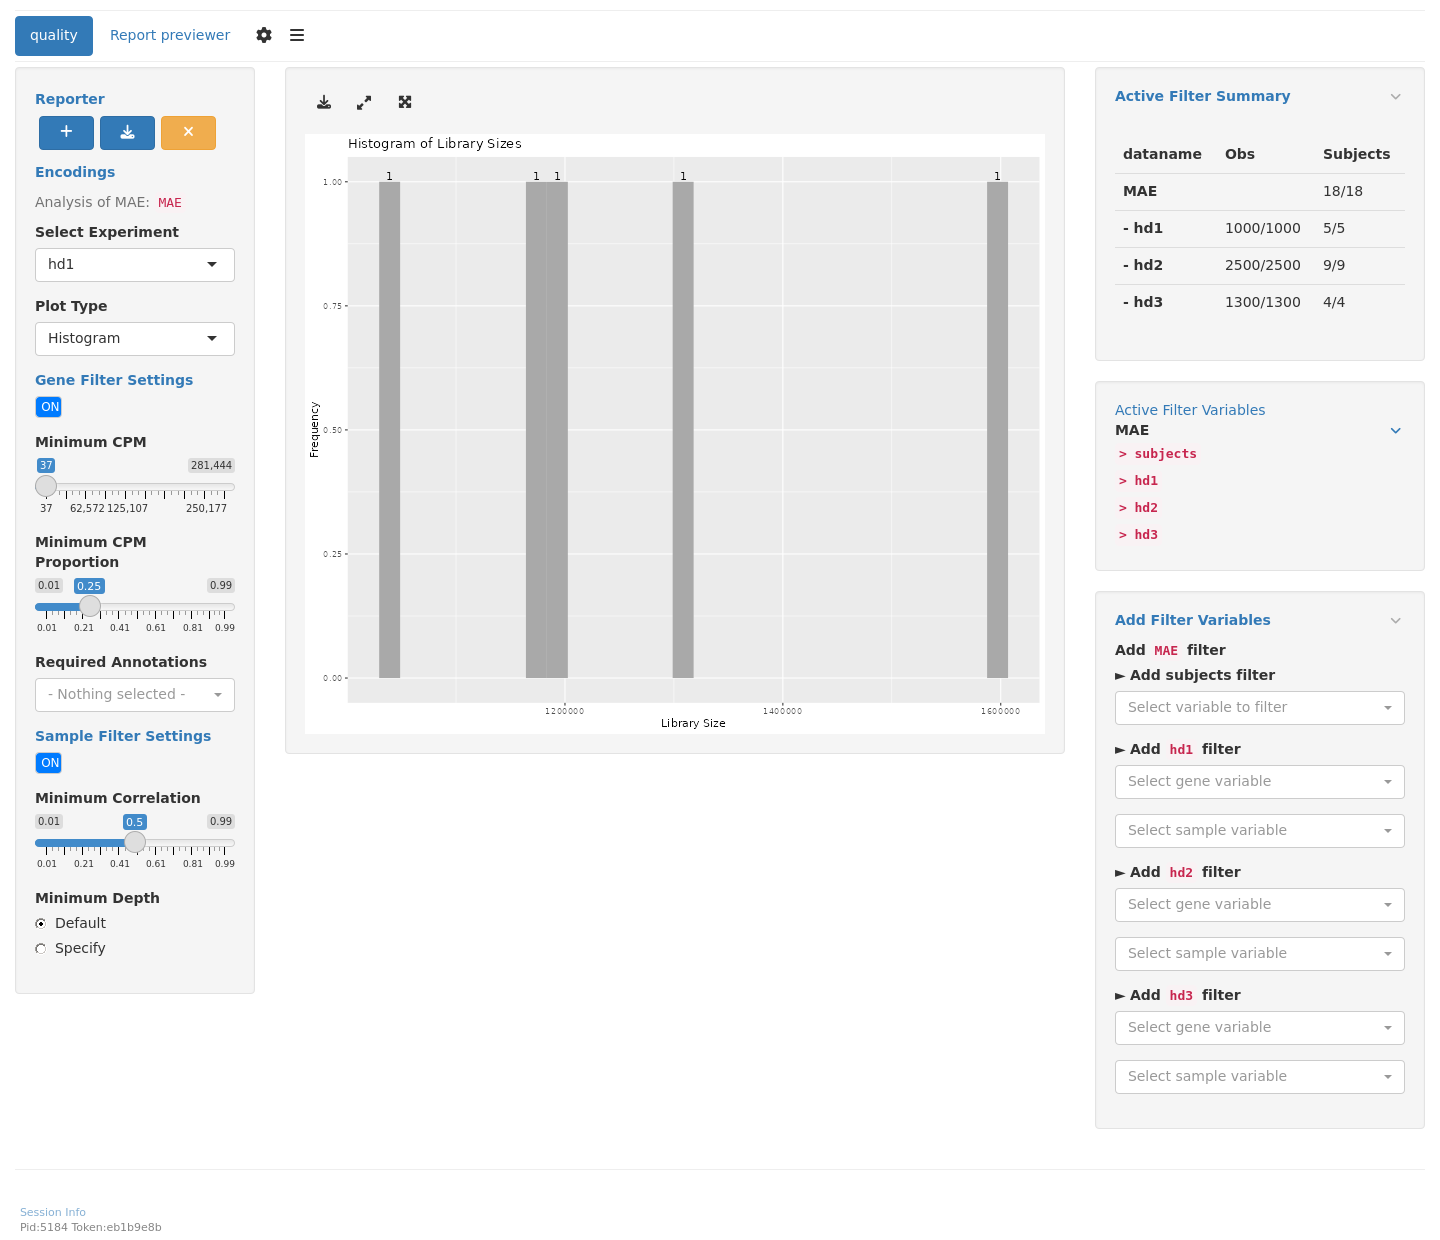 quality
Report previewer
Reporter
Encodings
Analysis of MAE: MAE
Select Experiment
hd1
Plot Type
Histogram
Gene Filter Settings
ON
Minimum CPM
37
281,444
37 62,572 125,107 250,177
Minimum CPM
Proportion
0.01 0.25 0.99
0.01 0.21 0.41 0.61 0.81 0.99
Required Annotations
- Nothing selected -
Sample Filter Settings
ON
Minimum Correlation
0.01 0.5 0.99
0.01 0.21 0.41 0.61 0.81 0.99
Minimum Depth
Default
Specify
Histogram of Library Sizes
1 1 1 1 1
1.00
0.75
0.50
0.25
0.00
Frequency
1200000 1400000 1600000
Library Size
Active Filter Summary
dataname Obs Subjects
MAE 18/18
- hd1 1000/1000 5/5
- hd2 2500/2500 9/9
- hd3 1300/1300 4/4
Active Filter Variables
MAE
> subjects
> hd1
> hd2
> hd3
Add Filter Variables
Add MAE filter
► Add subjects filter
Select variable to filter
► Add hd1 filter
Select gene variable
Select sample variable
► Add hd2 filter
Select gene variable
Select sample variable
► Add hd3 filter
Select gene variable
Select sample variable
Session Info
Pid:5184 Token:eb1b9e8b